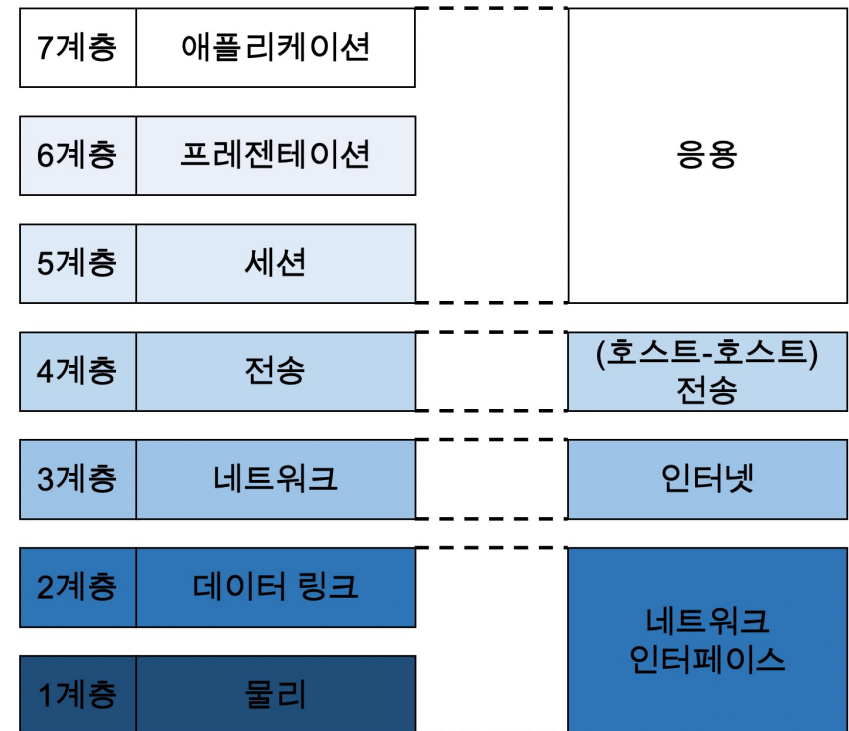 7계층 애플리케이션
6계층 프레젠테이션
응용
5계층 세션
4계층 전송
(호스트-호스트)
전송
3계층 네트워크
인터넷
2계층 데이터 링크
네트워크
인터페이스
1계층 물리